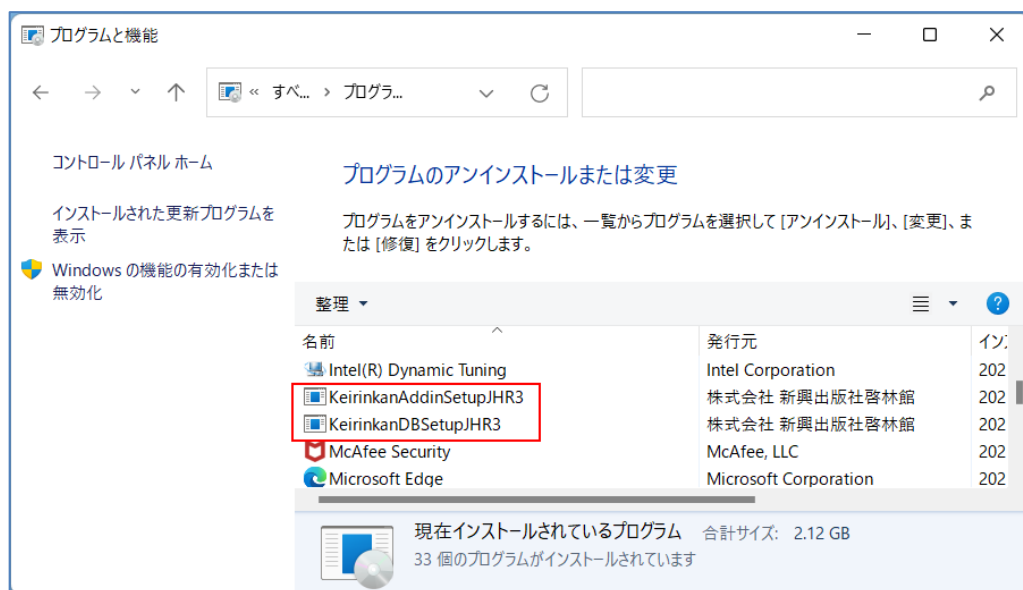 プログラムと機能
« すべ... › プログラ...
コントロール パネル ホーム
インストールされた更新プログラムを
表示
Windows の機能の有効化または
無効化
プログラムのアンインストールまたは変更
プログラムをアンインストールするには、一覧からプログラムを選択して [アンインストール]、[変更]、ま
たは [修復] をクリックします。
整理
名前 発行元 イン
Intel(R) Dynamic Tuning Intel Corporation 202
KeirinkanAddinSetupJHR3 株式会社 新興出版社啓林館 202
KeirinkanDBSetupJHR3 株式会社 新興出版社啓林館 202
McAfee Security McAfee, LLC 202
Microsoft Edge Microsoft Corporation 202
現在インストールされているプログラム 合計サイズ: 2.12 GB
33 個のプログラムがインストールされています